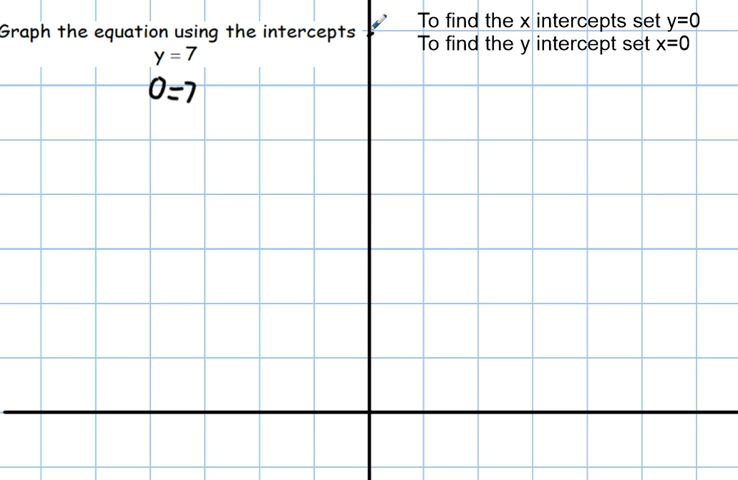 Graph the equation using the intercepts
y = 7
0=7
To find the x intercepts set y=0
To find the y intercept set x=0